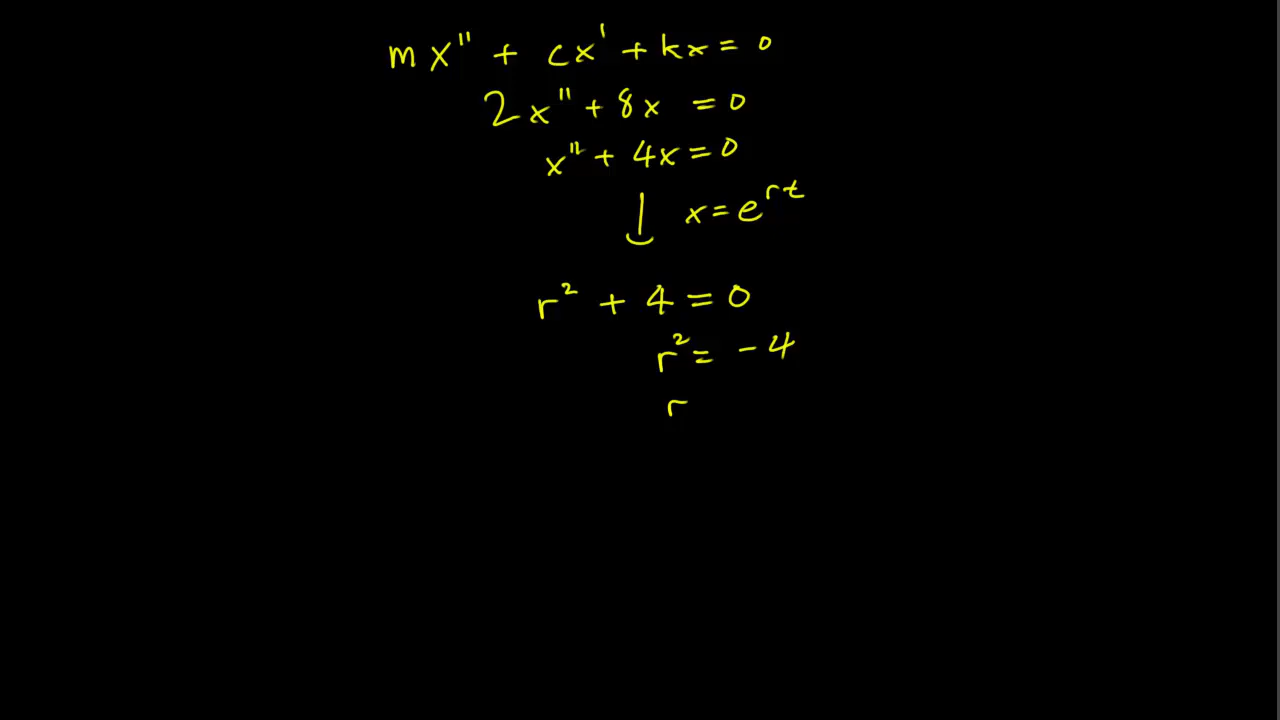 mx'' + cx' + kx = 0
2x'' + 8x = 0
x'' + 4x = 0
↓ x = e^{rt}
r² + 4 = 0
r² = -4
r